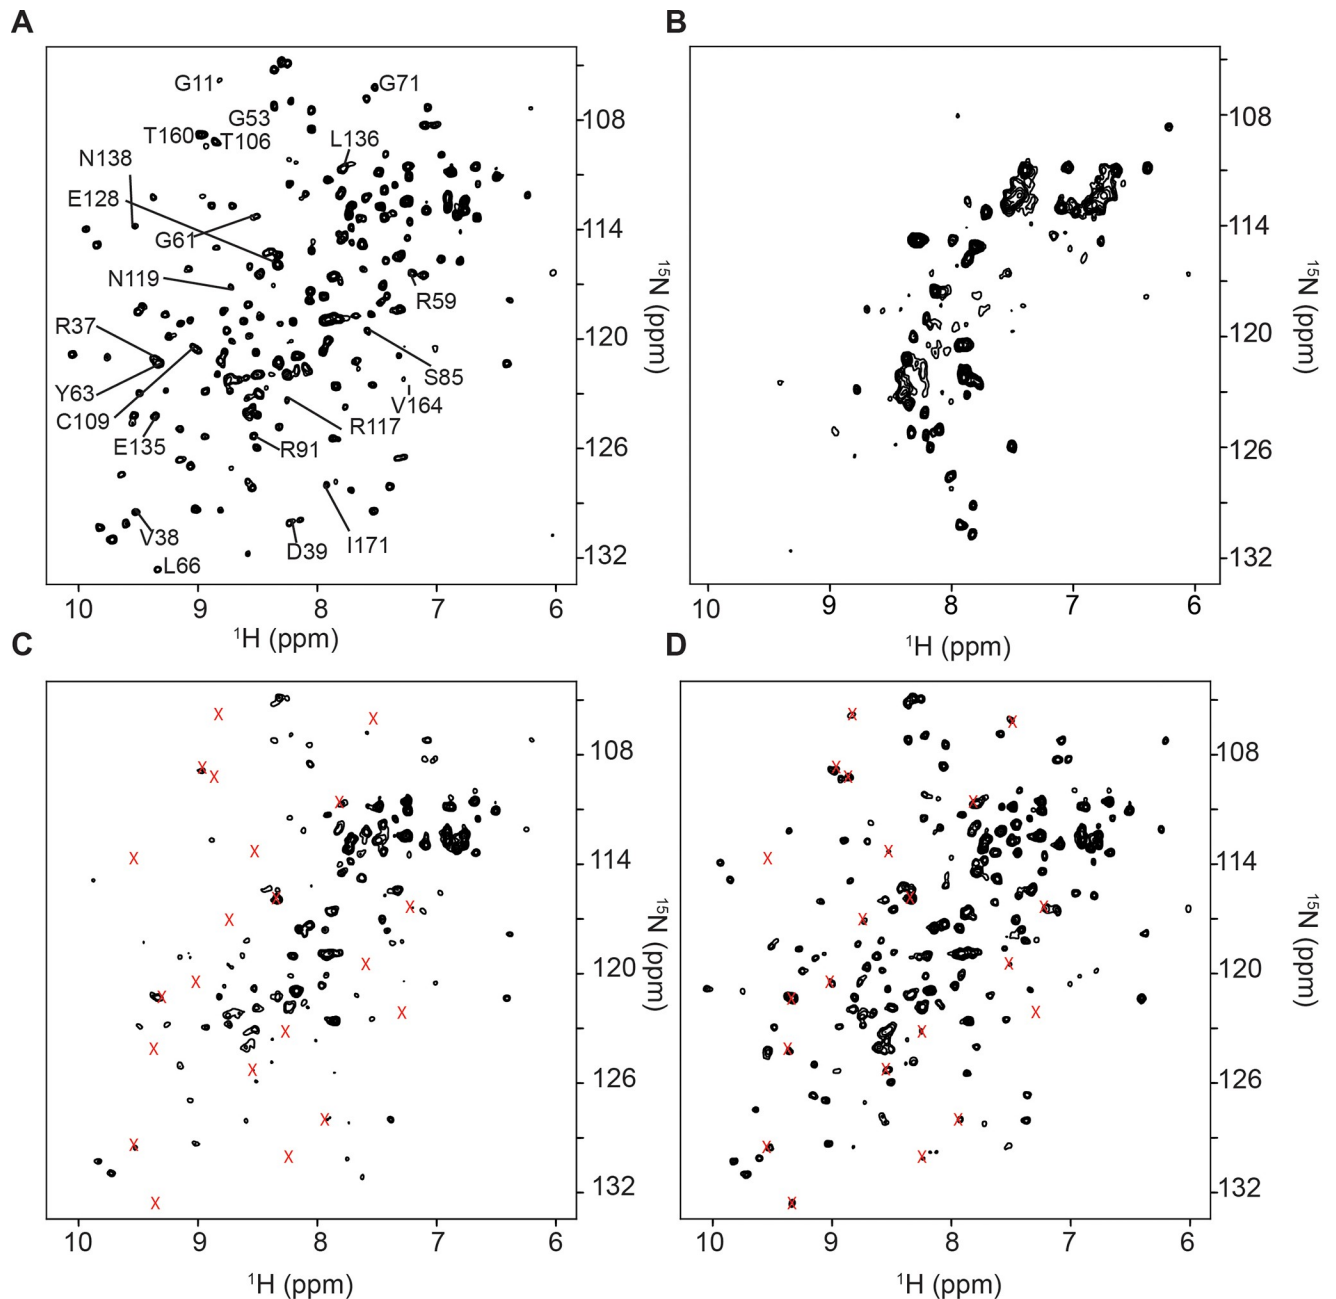 A
B
G11
G71
G53
108
108
T160
T106
L136
N138
E128
114
114
G61
N119
R59
15N (ppm)
15N (ppm)
R37
120
120
S85
Y63
V164
C109
R117
E135
R91
126
126
V38
D39
I171
132
132
L66
10
9
8
7
6
10
9
8
7
6
1H (ppm)
1H (ppm)
C
D
X
X
X
X
108
108
X
X
X
X
X
X
X
X
X
X
114
114
X
X
X
X
X
X
15N (ppm)
15N (ppm)
X
X
120
120
X
X
X
X
X
X
X
X
X
X
X
X
126
126
X
X
X
X
X
X
132
132
X
X
10
9
8
7
6
10
9
8
7
6
1H (ppm)
1H (ppm)